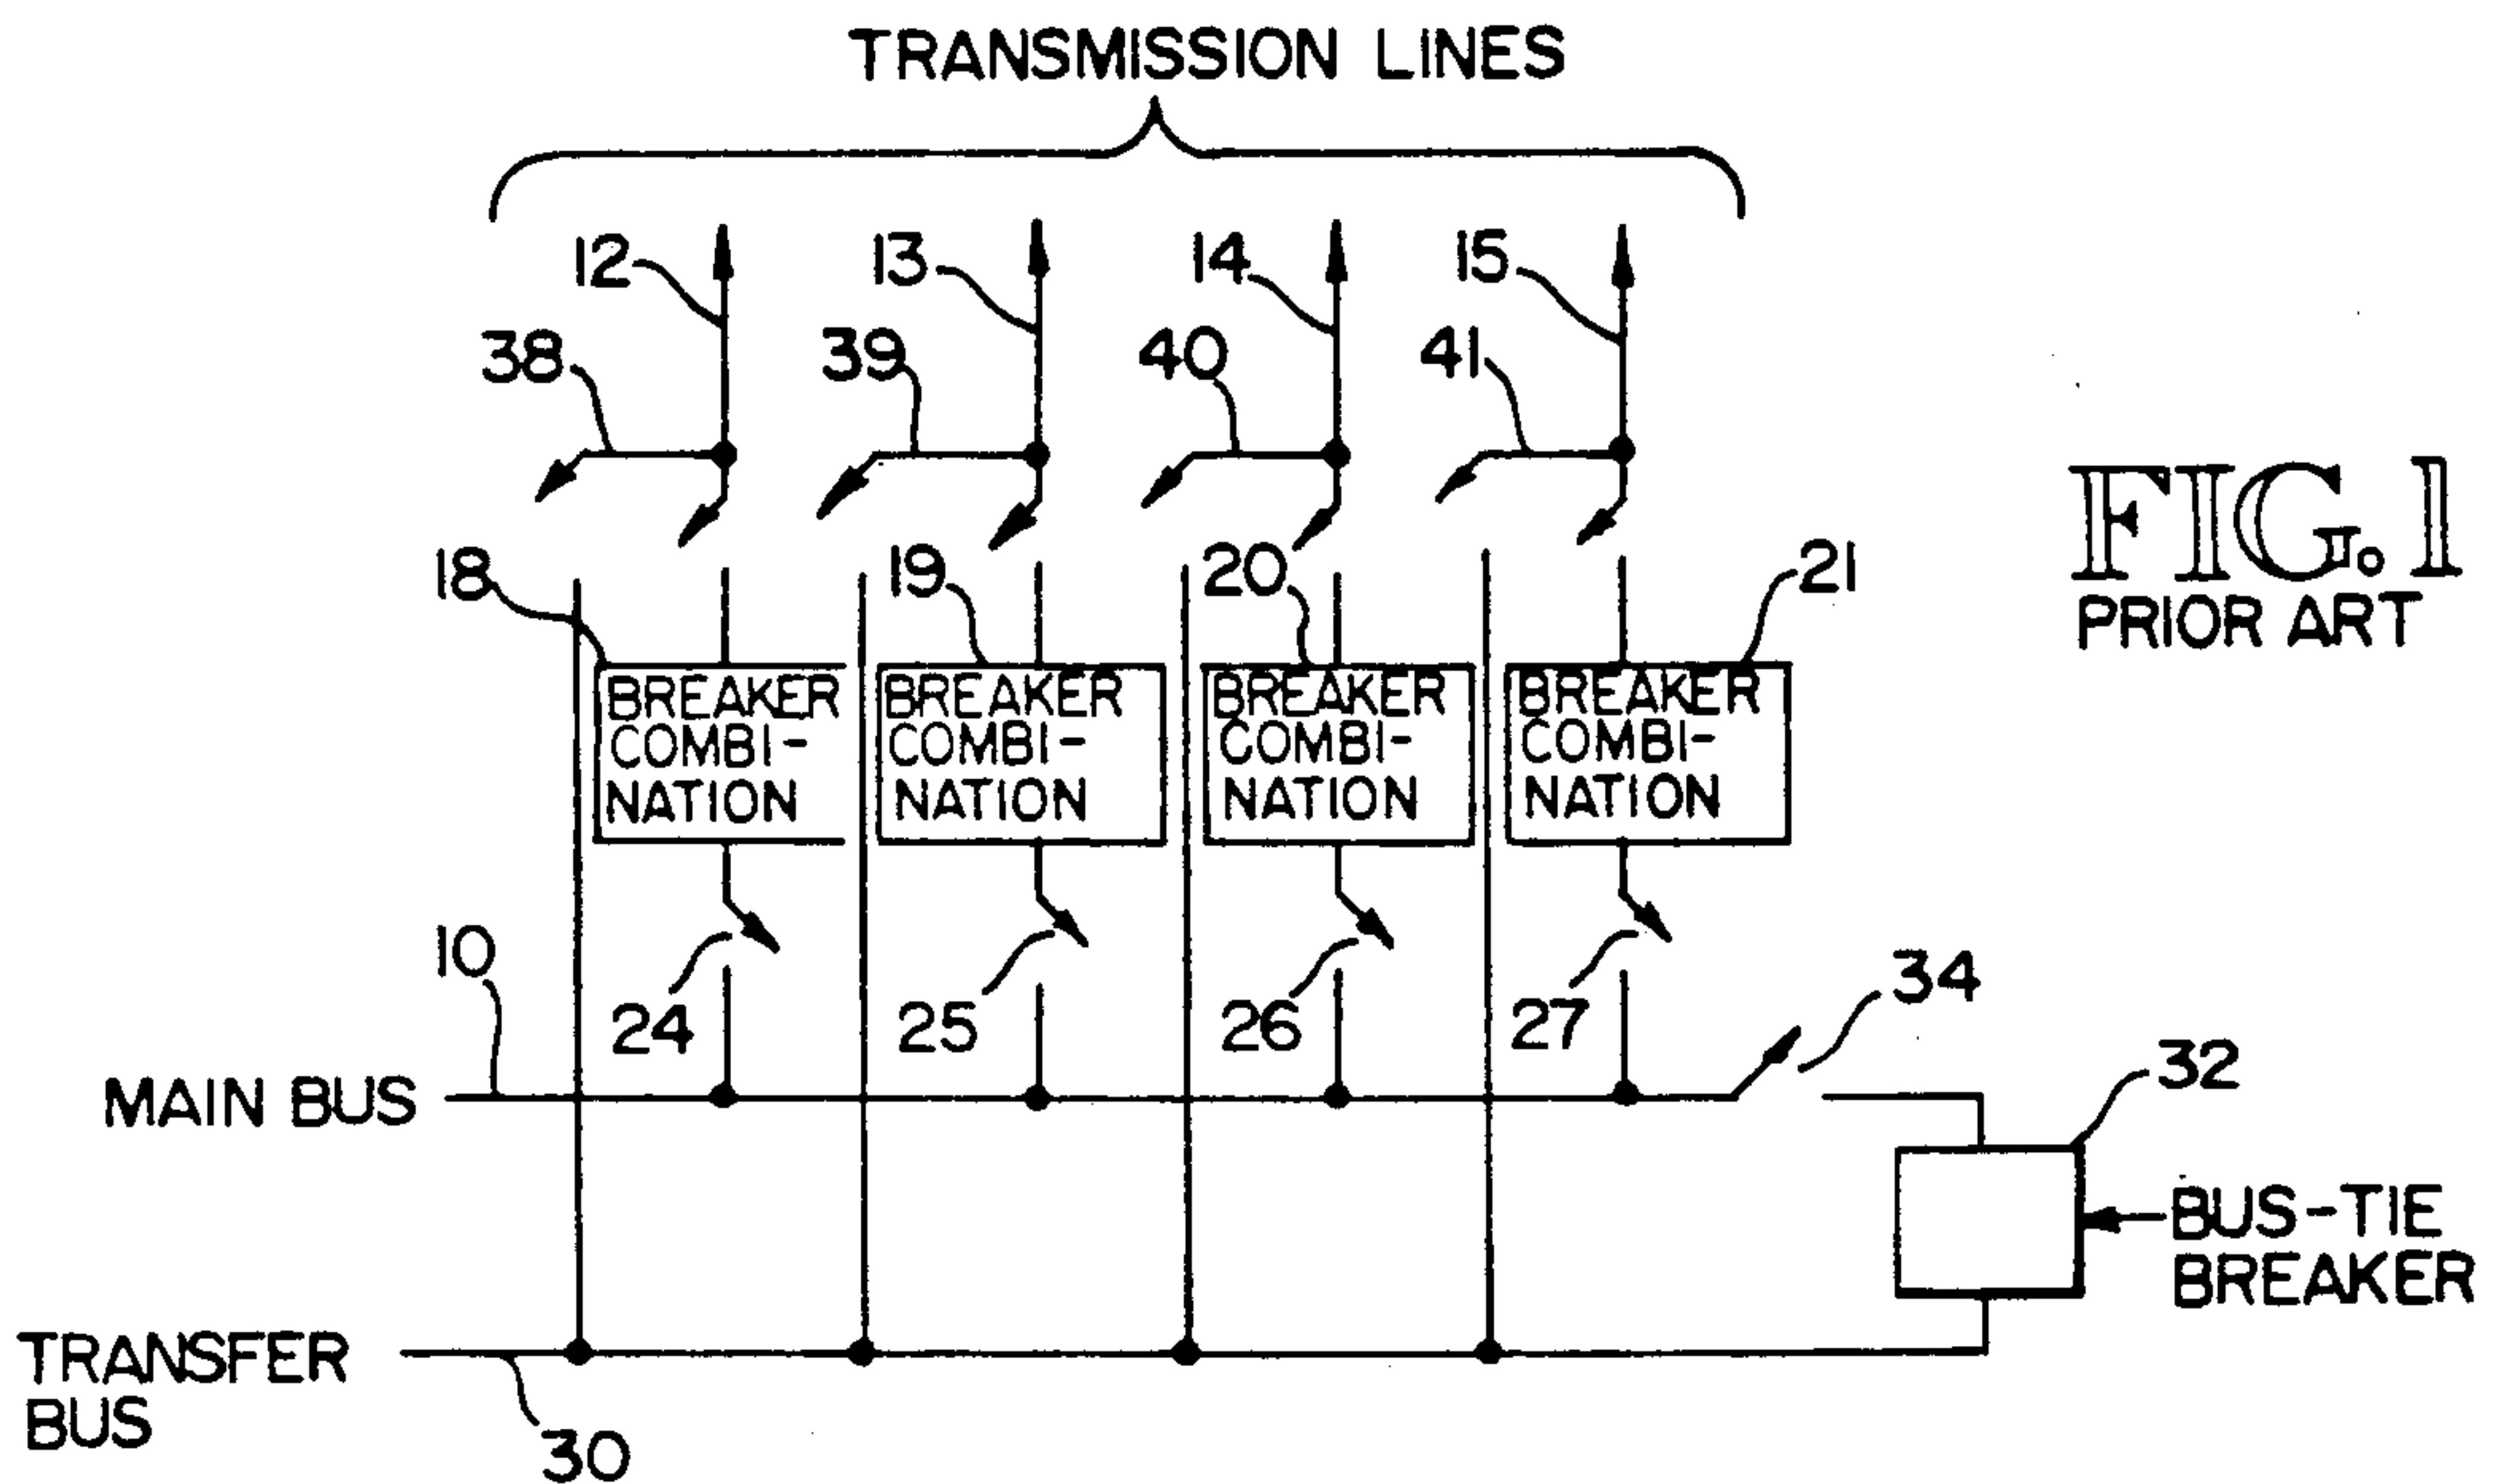 TRANSMISSION LINES
12
13
14
15
38
39
40
41
FIG. 1
PRIOR ART
18
19
20
21
BREAKER
COMBI-
NATION
BREAKER
COMBI-
NATION
BREAKER
COMBI-
NATION
BREAKER
COMBI-
NATION
10
24
25
26
27
34
32
MAIN BUS
BUS-TIE
BREAKER
TRANSFER
BUS
30